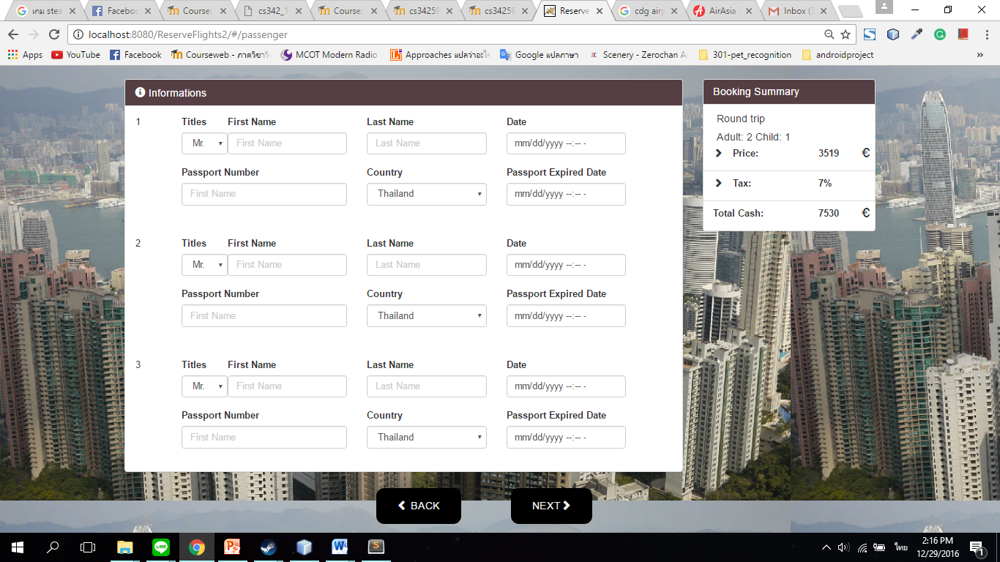 เกม stea
Faceboo
Course:
cs342_1
Course:
cs34259
cs34259
Reserve
cdg airp
AirAsia
Inbox (3
localhost:8080/ReserveFlights2/#/passenger
Apps
YouTube
Facebook
Courseweb - ภาควิชาวิ
MCOT Modern Radio
Approaches แปลว่าอะไร
Google แปลภาษา
Scenery - Zerochan A
301-pet_recognition
androidproject
»
Informations
1
Titles First Name Last Name Date
Mr. First Name Last Name mm/dd/yyyy --:-- -
Passport Number Country Passport Expired Date
First Name Thailand mm/dd/yyyy --:-- -
2
Titles First Name Last Name Date
Mr. First Name Last Name mm/dd/yyyy --:-- -
Passport Number Country Passport Expired Date
First Name Thailand mm/dd/yyyy --:-- -
3
Titles First Name Last Name Date
Mr. First Name Last Name mm/dd/yyyy --:-- -
Passport Number Country Passport Expired Date
First Name Thailand mm/dd/yyyy --:-- -
BACK
NEXT
Booking Summary
Round trip
Adult: 2 Child: 1
Price: 3519 €
Tax: 7%
Total Cash: 7530 €
LINE
ไทย
2:16 PM
12/29/2016
1